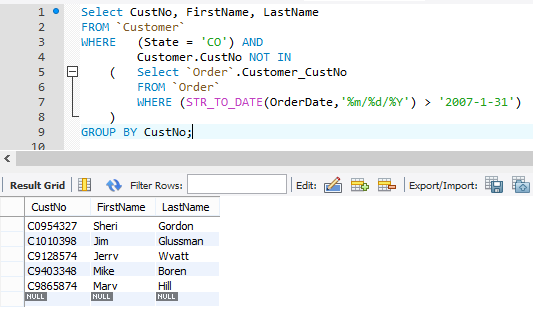 1 Select CustNo, FirstName, LastName
2 FROM `Customer`
3 WHERE (State = 'CO') AND
4 Customer.CustNo NOT IN
5 ( Select `Order`.Customer_CustNo
6 FROM `Order`
7 WHERE (STR_TO_DATE(OrderDate,'%m/%d/%Y') > '2007-1-31')
8 )
9 GROUP BY CustNo;
10
Result Grid Filter Rows: Edit: Export/Import:
CustNo FirstName LastName
C0954327 Sheri Gordon
C1010398 Jim Glussman
C9128574 Jerry Wyatt
C9403348 Mike Boren
C9865874 Mary Hill
NULL NULL NULL